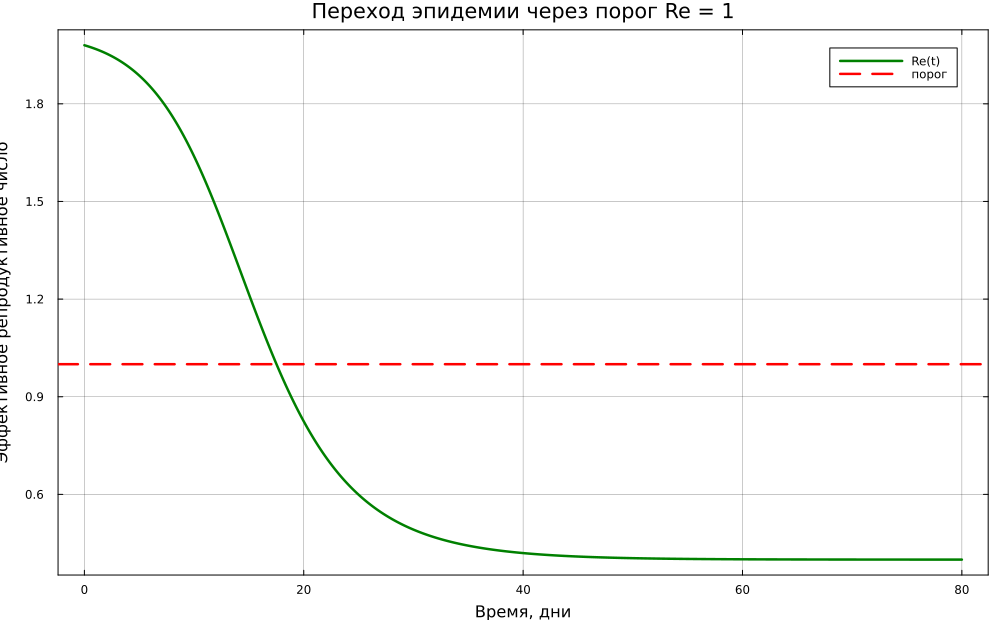 Переход эпидемии через порог Re = 1
Re(t)
порог
Эффективное репродуктивное число
1.8
1.5
1.2
0.9
0.6
0
20
40
60
80
Время, дни